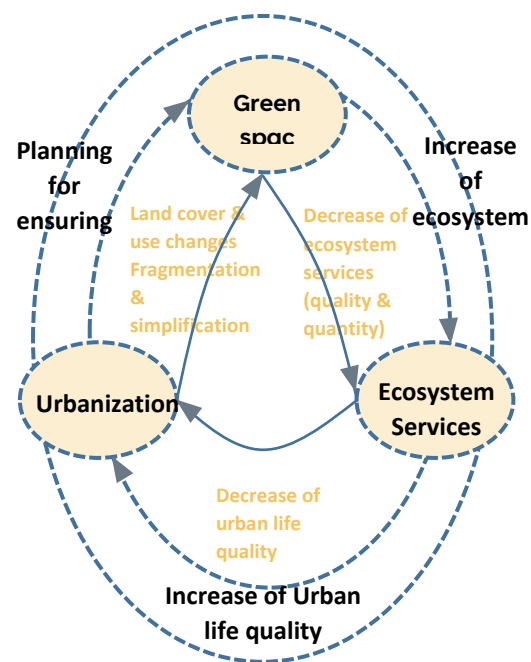 Green
spac
Planning
for
ensuring
Increase
of
ecosystem
Land cover &
use changes
Fragmentation
&
simplification
Decrease of
ecosystem
services
(quality &
quantity)
Urbanization
Ecosystem
Services
Decrease of
urban life
quality
Increase of Urban
life quality